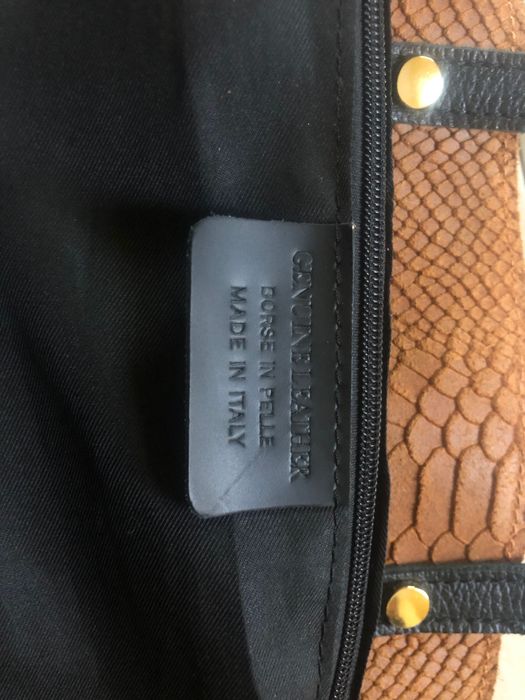 GENUINE LEATHER
BORSE IN PELLE
MADE IN ITALY